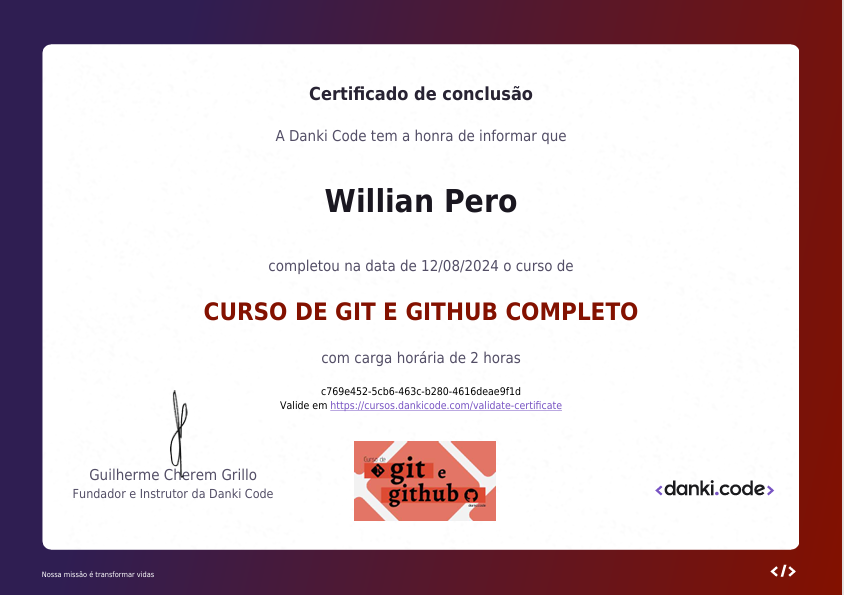 Certificado de conclusão
A Danki Code tem a honra de informar que
Willian Pero
completou na data de 12/08/2024 o curso de
CURSO DE GIT E GITHUB COMPLETO
com carga horária de 2 horas
c769e452-5cb6-463c-b280-4616deae9f1d
Valide em https://cursos.dankicode.com/validate-certificate
Guilherme Cherem Grillo
Fundador e Instrutor da Danki Code
Curso de
git e
github
<danki.code>
Nossa missão é transformar vidas
</>